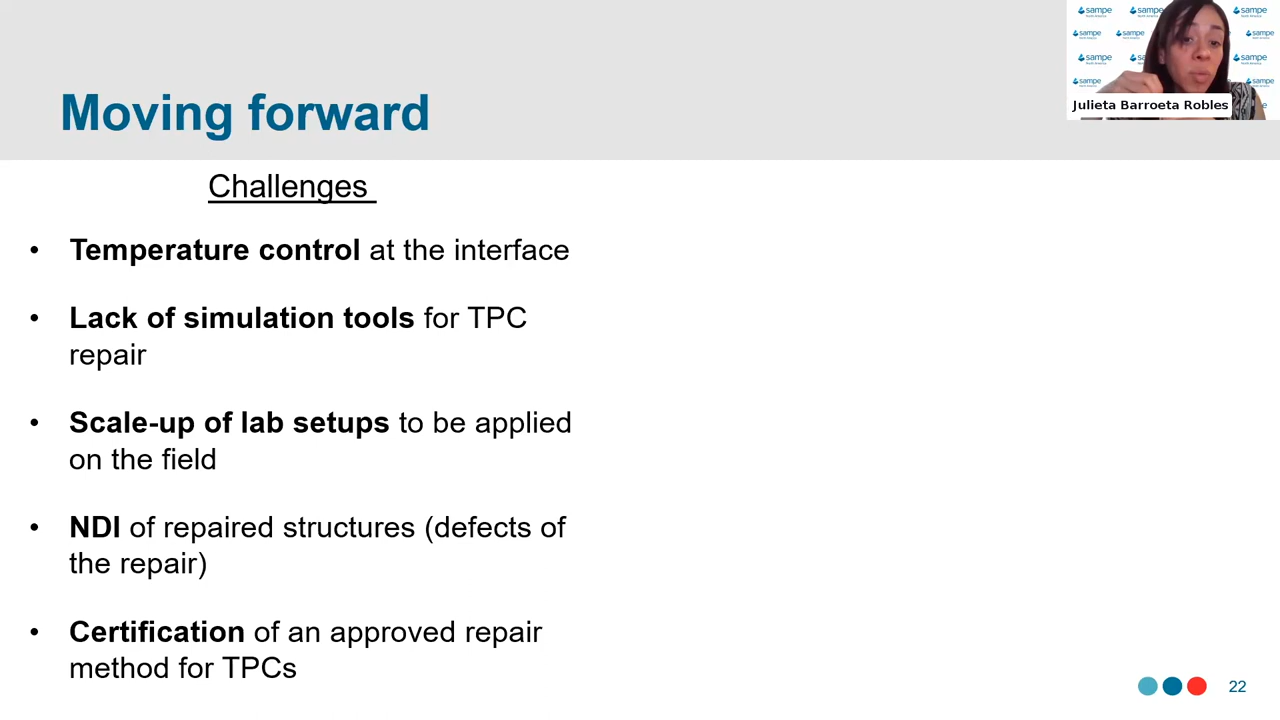 Moving forward
Challenges
• Temperature control at the interface
• Lack of simulation tools for TPC
repair
• Scale-up of lab setups to be applied
on the field
• NDI of repaired structures (defects of
the repair)
• Certification of an approved repair
method for TPCs
22
sampe
Julieta Barroeta Robles